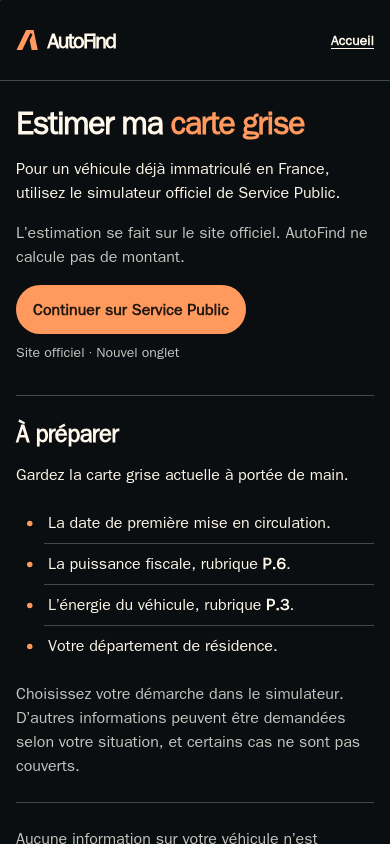 AutoFind
Accueil
Estimer ma carte grise
Pour un véhicule déjà immatriculé en France,
utilisez le simulateur officiel de Service Public.
L'estimation se fait sur le site officiel. AutoFind ne
calcule pas de montant.
Continuer sur Service Public
Site officiel · Nouvel onglet
À préparer
Gardez la carte grise actuelle à portée de main.
• La date de première mise en circulation.
• La puissance fiscale, rubrique P.6.
• L'énergie du véhicule, rubrique P.3.
• Votre département de résidence.
Choisissez votre démarche dans le simulateur.
D'autres informations peuvent être demandées
selon votre situation, et certains cas ne sont pas
couverts.
Aucune information sur votre véhicule n'est